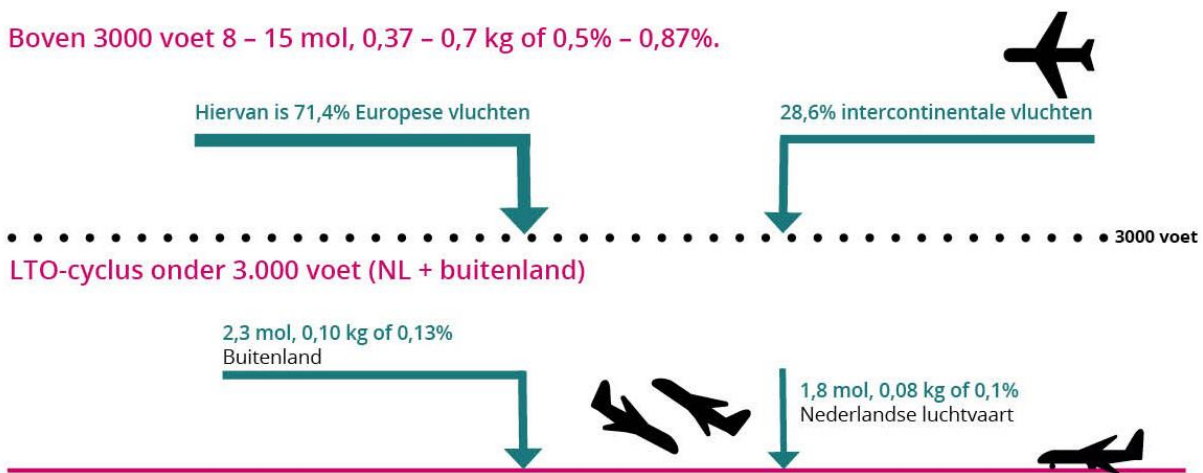 Boven 3000 voet 8 – 15 mol, 0,37 – 0,7 kg of 0,5% – 0,87%.
Hiervan is 71,4% Europese vluchten
28,6% intercontinentale vluchten
3000 voet
LTO-cyclus onder 3.000 voet (NL + buitenland)
2,3 mol, 0,10 kg of 0,13%
Buitenland
1,8 mol, 0,08 kg of 0,1%
Nederlandse luchtvaart